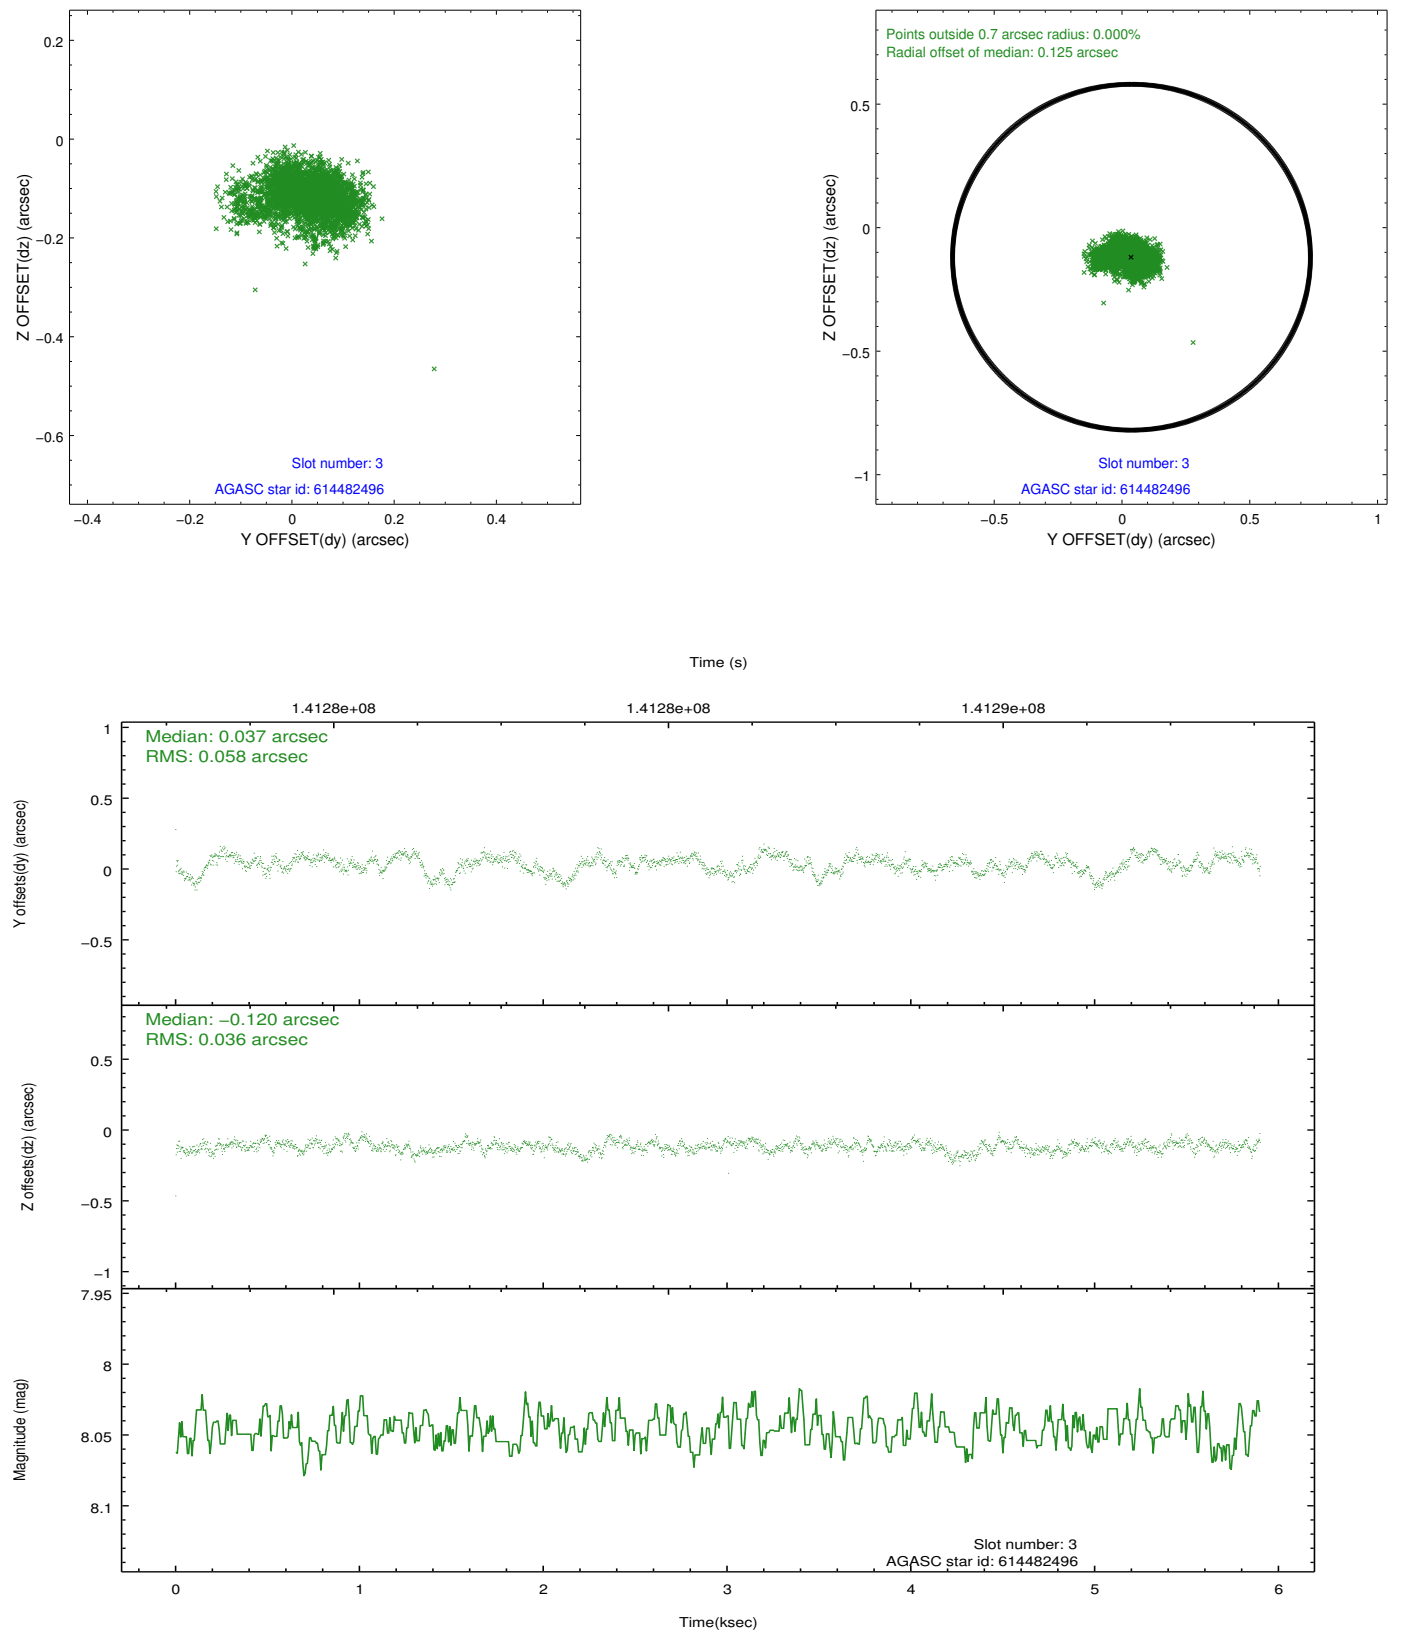 0.2
0
−0.2
−0.4
−0.6
Z OFFSET(dz) (arcsec)
Slot number: 3
AGASC star id: 614482496
−0.4
−0.2
0
0.2
0.4
Y OFFSET(dy) (arcsec)
Points outside 0.7 arcsec radius: 0.000%
Radial offset of median: 0.125 arcsec
0.5
0
−0.5
−1
Z OFFSET(dz) (arcsec)
Slot number: 3
AGASC star id: 614482496
−0.5
0
0.5
1
Y OFFSET(dy) (arcsec)
Time (s)
1.4128e+08
1.4128e+08
1.4129e+08
Median: 0.037 arcsec
RMS: 0.058 arcsec
1
0.5
0
−0.5
Y offsets(dy) (arcsec)
Median: −0.120 arcsec
RMS: 0.036 arcsec
0.5
0
−0.5
−1
Z offsets(dz) (arcsec)
7.95
8
8.05
8.1
Magnitude (mag)
Slot number: 3
AGASC star id: 614482496
0
1
2
3
4
5
6
Time(ksec)